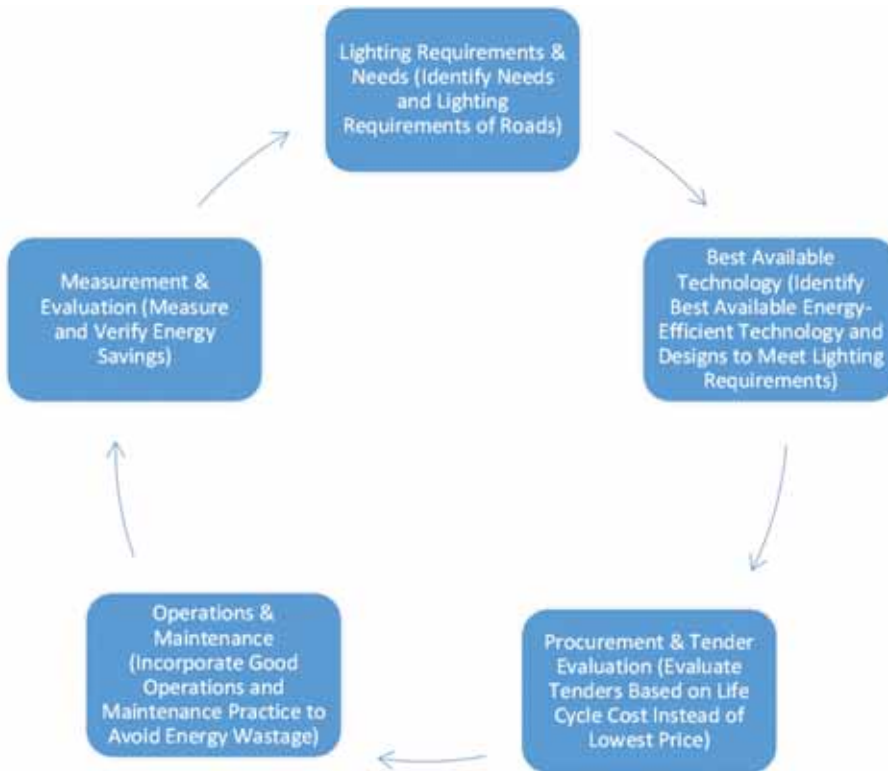 Lighting Requirements &
Needs (Identify Needs
and Lighting
Requirements of Roads)
Best Available
Technology (Identify
Best Available Energy-
Efficient Technology and
Designs to Meet Lighting
Requirements)
Procurement & Tender
Evaluation (Evaluate
Tenders Based on Life
Cycle Cost Instead of
Lowest Price)
Operations &
Maintenance
(Incorporate Good
Operations and
Maintenance Practice to
Avoid Energy Wastage)
Measurement &
Evaluation (Measure
and Verify Energy
Savings)